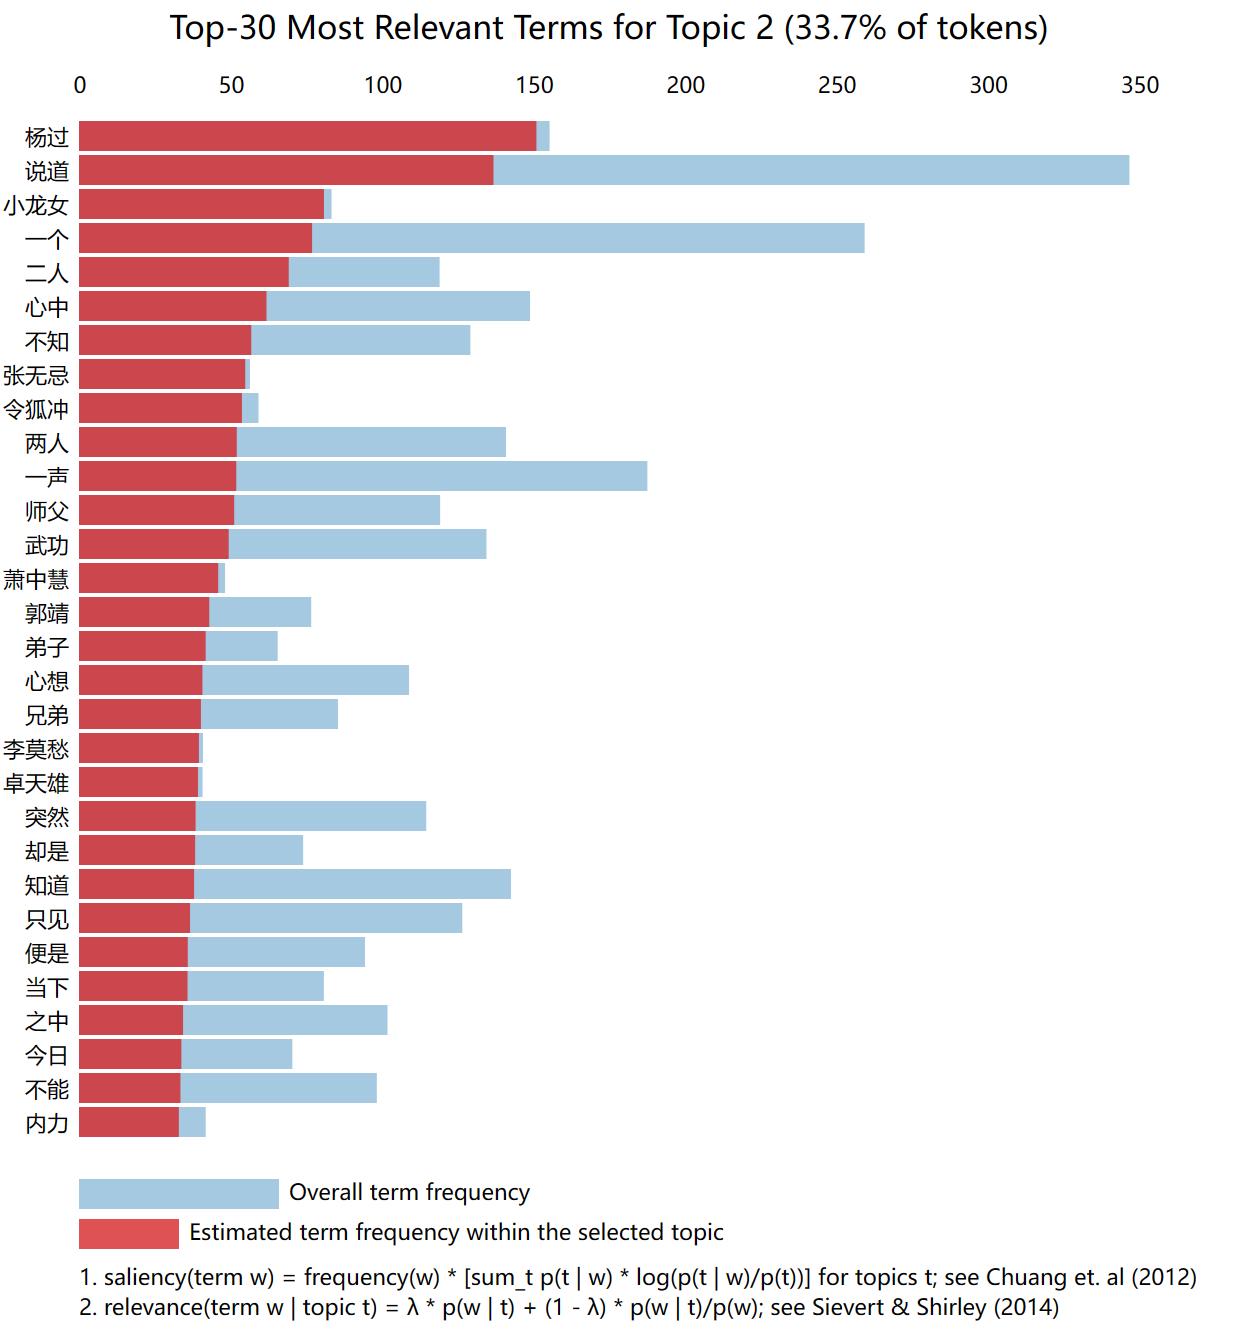 Top-30 Most Relevant Terms for Topic 2 (33.7% of tokens)
0 50 100 150 200 250 300 350
杨过
说道
小龙女
一个
二人
心中
不知
张无忌
令狐冲
两人
一声
师父
武功
萧中慧
郭靖
弟子
心想
兄弟
李莫愁
卓天雄
突然
却是
知道
只见
便是
当下
之中
今日
不能
内力
Overall term frequency
Estimated term frequency within the selected topic
1. saliency(term w) = frequency(w) * [sum_t p(t | w) * log(p(t | w)/p(t))] for topics t; see Chuang et. al (2012)
2. relevance(term w | topic t) = λ * p(w | t) + (1 - λ) * p(w | t)/p(w); see Sievert & Shirley (2014)